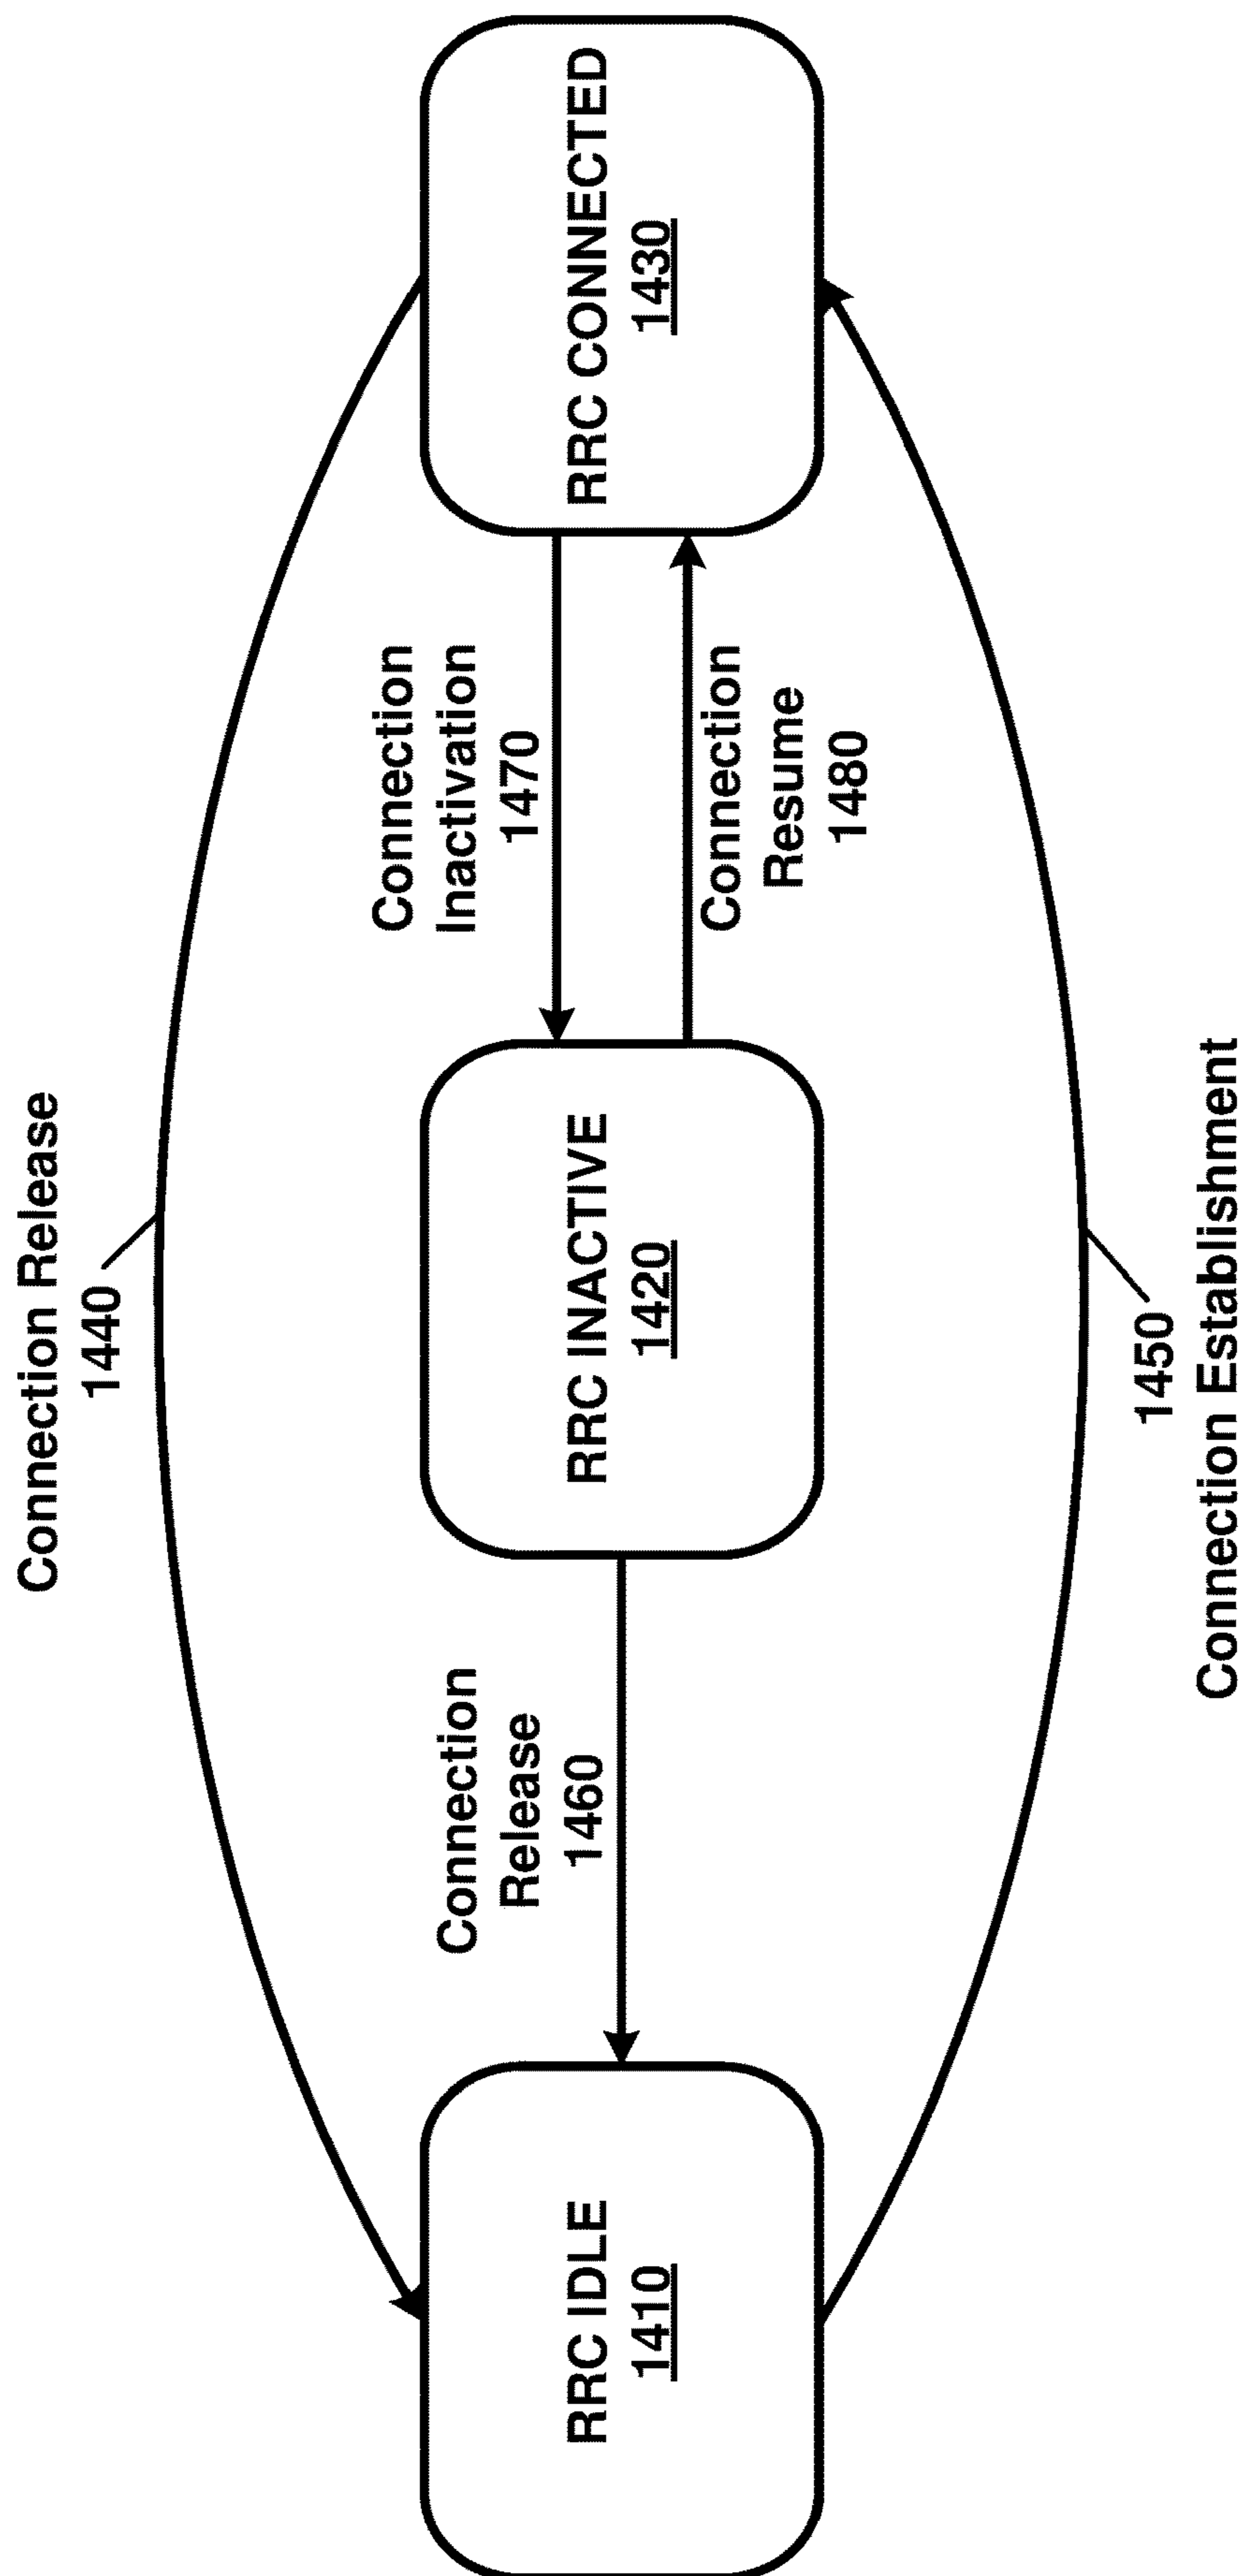 Connection Release
1440
RRC IDLE
1410
Connection
Release
1460
RRC INACTIVE
1420
Connection
Inactivation
1470
Connection
Resume
1480
RRC CONNECTED
1430
1450
Connection Establishment